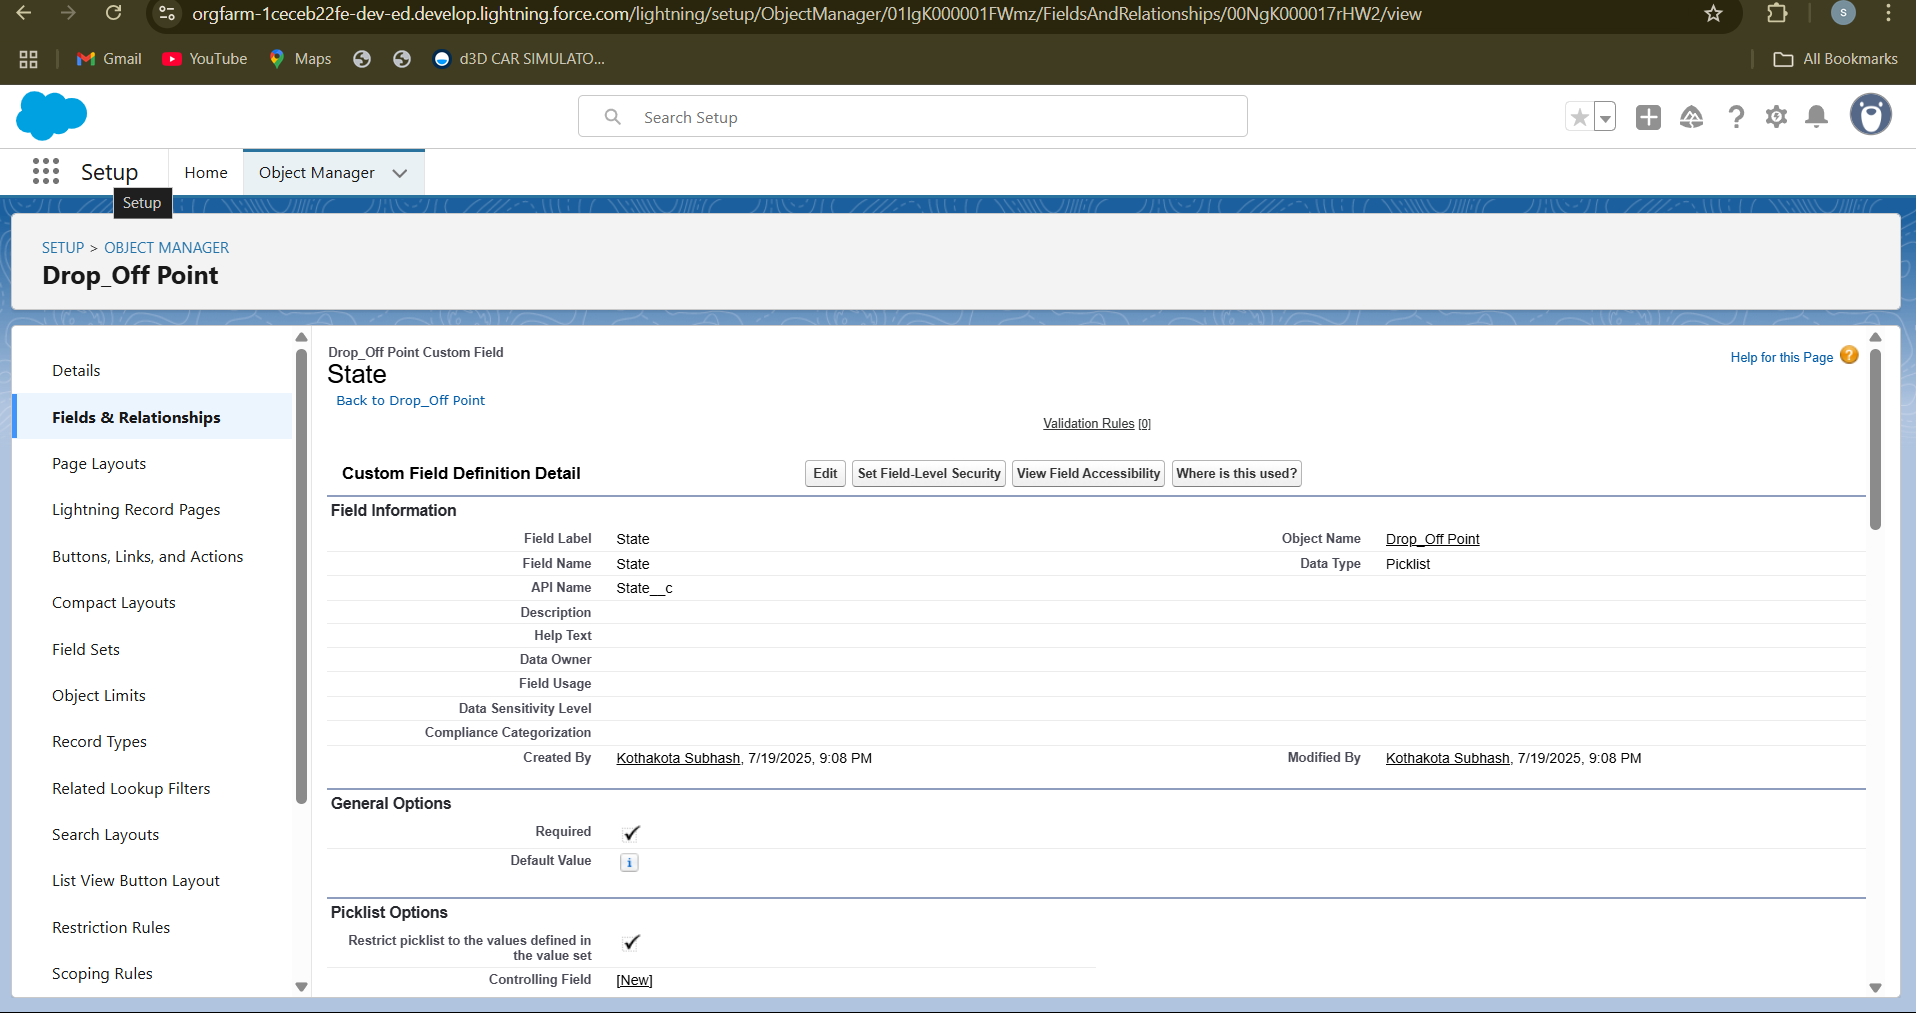 orgfarm-1ceceb22fe-dev-ed.develop.lightning.force.com/lightning/setup/ObjectManager/01IgK000001FWmz/FieldsAndRelationships/00NgK000017rHW2/view
S
Gmail
YouTube
Maps
d3D CAR SIMULATO...
All Bookmarks
Search Setup
Setup
Home
Object Manager
Setup
SETUP > OBJECT MANAGER
Drop_Off Point
Details
Fields & Relationships
Page Layouts
Lightning Record Pages
Buttons, Links, and Actions
Compact Layouts
Field Sets
Object Limits
Record Types
Related Lookup Filters
Search Layouts
List View Button Layout
Restriction Rules
Scoping Rules
Drop_Off Point Custom Field
State
Help for this Page ?
Back to Drop_Off Point
Validation Rules [0]
Custom Field Definition Detail
Edit
Set Field-Level Security
View Field Accessibility
Where is this used?
Field Information
Field Label State
Object Name Drop_Off Point
Field Name State
Data Type Picklist
API Name State__c
Description
Help Text
Data Owner
Field Usage
Data Sensitivity Level
Compliance Categorization
Created By Kothakota Subhash, 7/19/2025, 9:08 PM
Modified By Kothakota Subhash, 7/19/2025, 9:08 PM
General Options
Required
Default Value i
Picklist Options
Restrict picklist to the values defined in
the value set
Controlling Field [New]